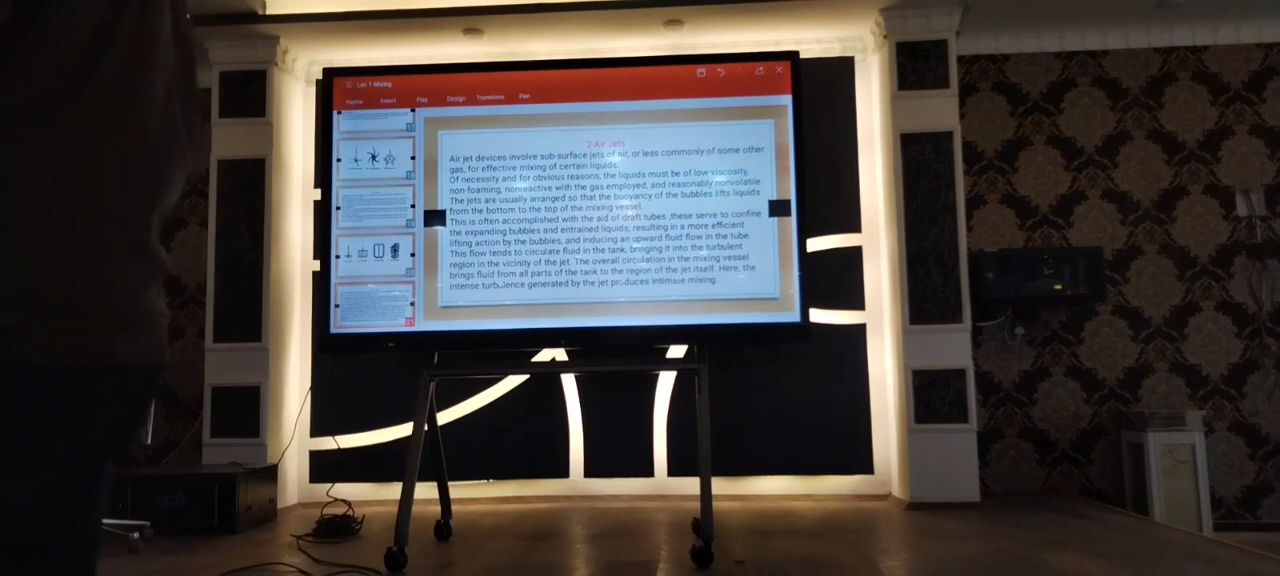 Lec 1 Mixing
Home Insert Play Design Transitions Pen
17
18
19
20
21
2-Air Jets
Air jet devices involve sub-surface jets of air, or less commonly of some other
gas, for effective mixing of certain liquids.
Of necessity and for obvious reasons, the liquids must be of low viscosity,
non-foaming, nonreactive with the gas employed, and reasonably nonvolatile.
The jets are usually arranged so that the buoyancy of the bubbles lifts liquids
from the bottom to the top of the mixing vessel.
This is often accomplished with the aid of draft tubes ,these serve to confine
the expanding bubbles and entrained liquids, resulting in a more efficient
lifting action by the bubbles, and inducing an upward fluid flow in the tube.
This flow tends to circulate fluid in the tank, bringing it into the turbulent
region in the vicinity of the jet. The overall circulation in the mixing vessel
brings fluid from all parts of the tank to the region of the jet itself. Here, the
intense turbulence generated by the jet produces intimate mixing.